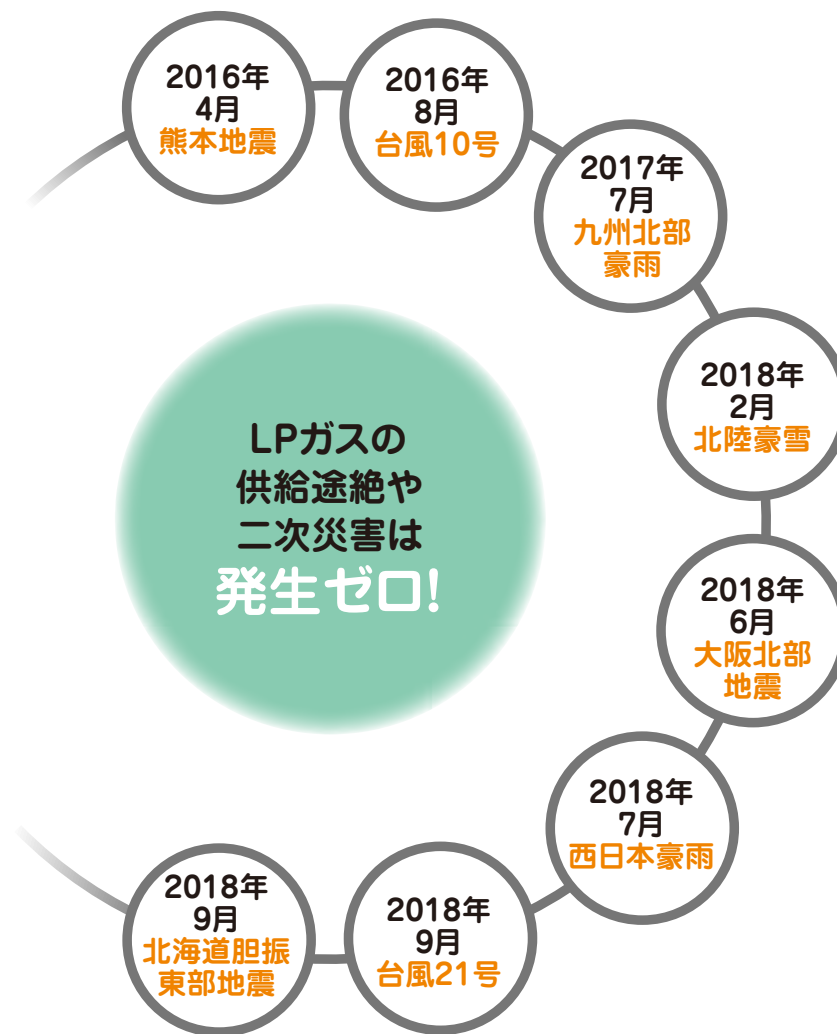 2016年
4月
熊本地震
2016年
8月
台風10号
2017年
7月
九州北部
豪雨
2018年
2月
北陸豪雪
2018年
6月
大阪北部
地震
2018年
7月
西日本豪雨
2018年
9月
台風21号
2018年
9月
北海道胆振
東部地震
LPガスの
供給途絶や
二次災害は
発生ゼロ!